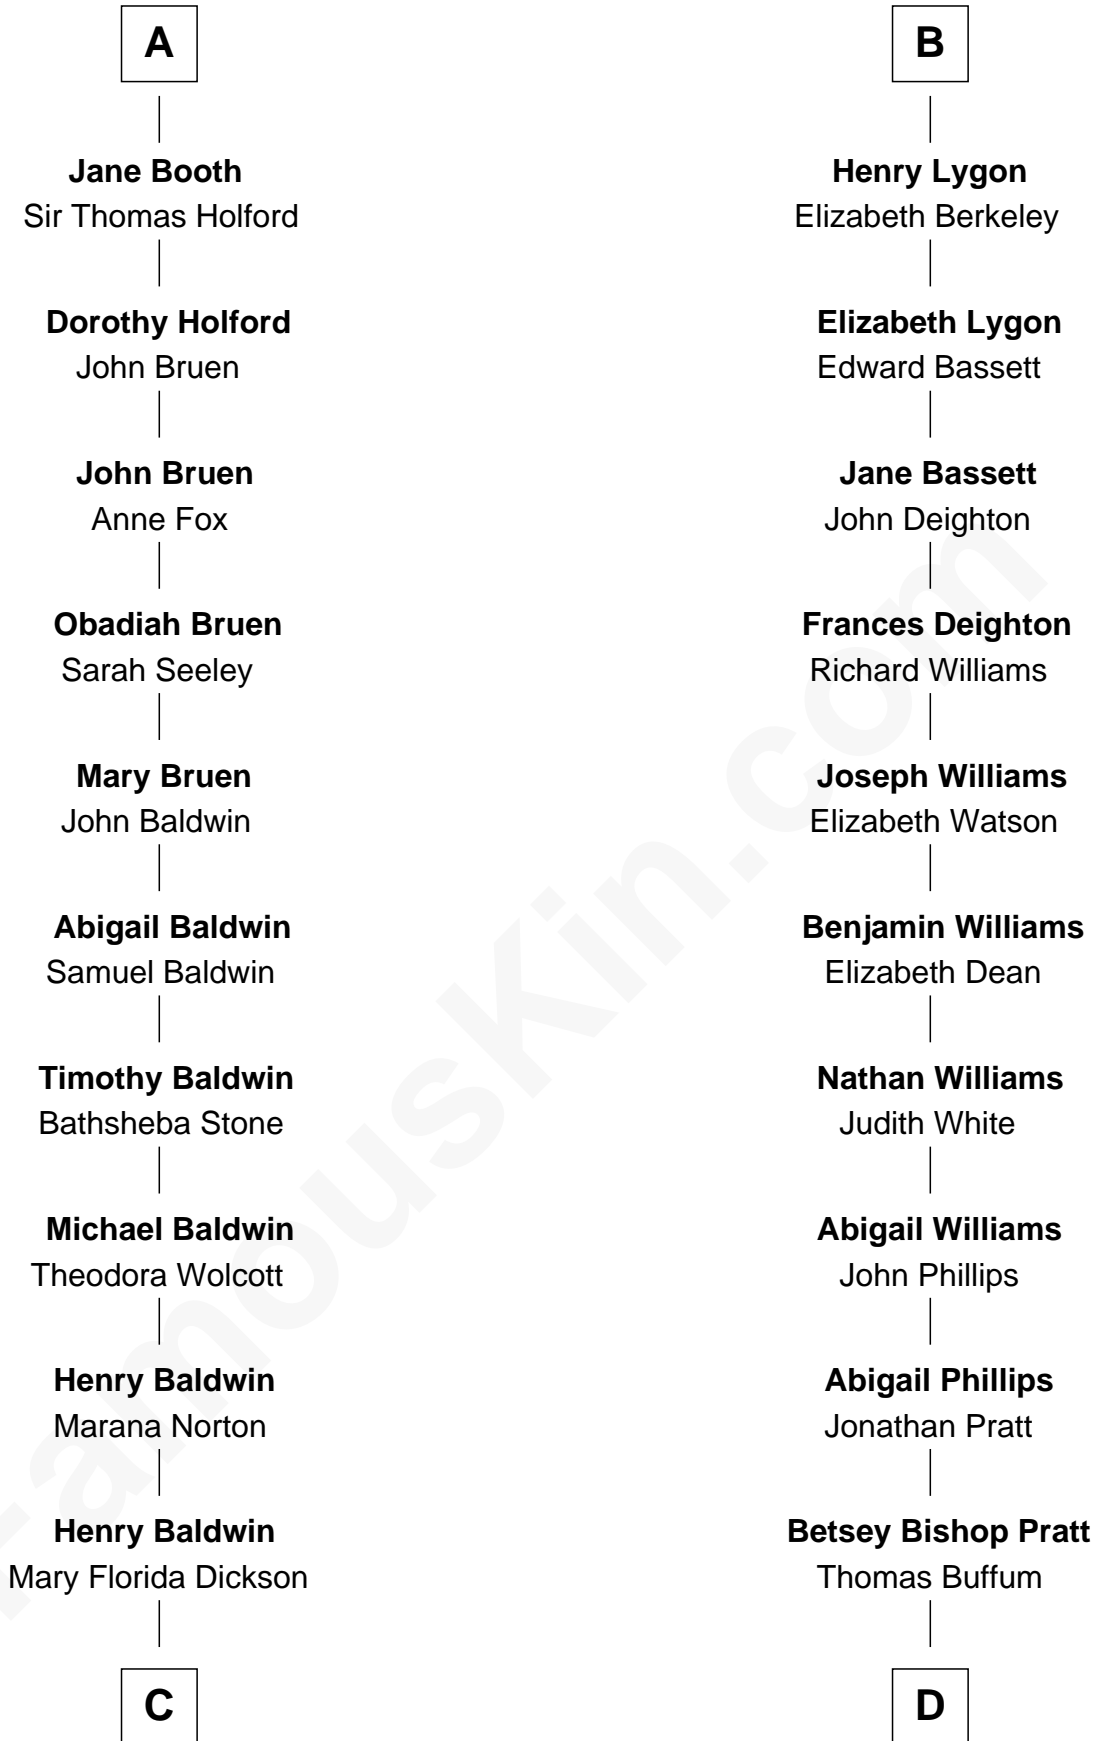 A
Jane Booth
Sir Thomas Holford
Dorothy Holford
John Bruen
John Bruen
Anne Fox
Obadiah Bruen
Sarah Seeley
Mary Bruen
John Baldwin
Abigail Baldwin
Samuel Baldwin
Timothy Baldwin
Bathsheba Stone
Michael Baldwin
Theodora Wolcott
Henry Baldwin
Marana Norton
Henry Baldwin
Mary Florida Dickson
C
B
Henry Lygon
Elizabeth Berkeley
Elizabeth Lygon
Edward Bassett
Jane Bassett
John Deighton
Frances Deighton
Richard Williams
Joseph Williams
Elizabeth Watson
Benjamin Williams
Elizabeth Dean
Nathan Williams
Judith White
Abigail Williams
John Phillips
Abigail Phillips
Jonathan Pratt
Betsey Bishop Pratt
Thomas Buffum
D
FamousKin.com